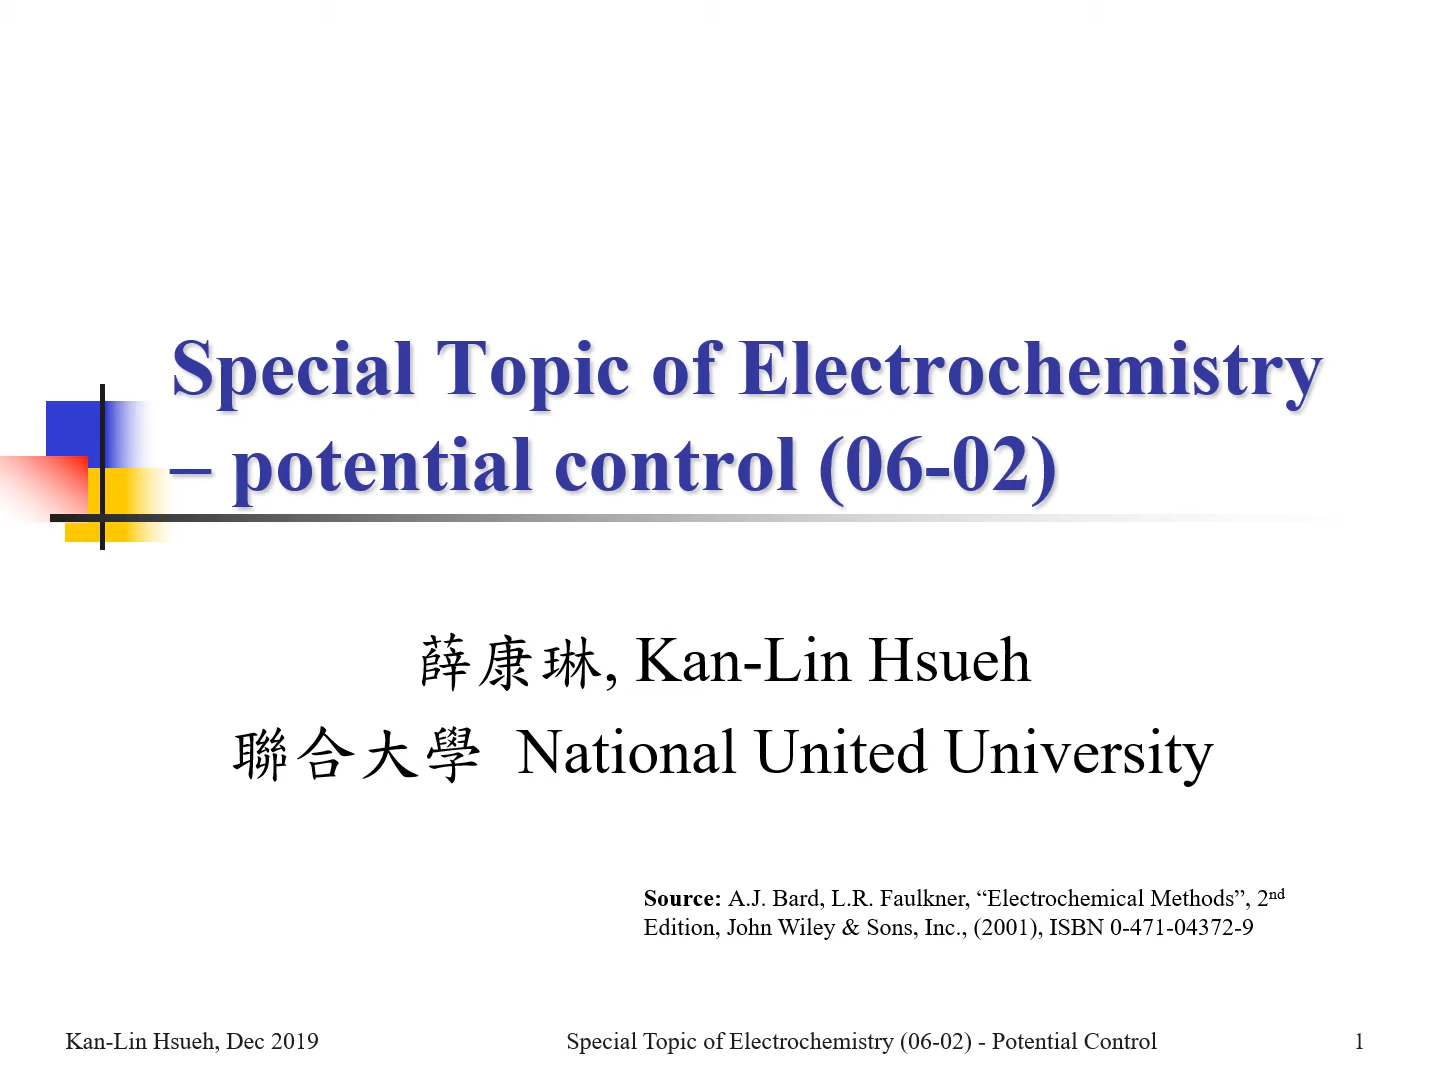 Special Topic of Electrochemistry
– potential control (06-02)
薛康琳, Kan-Lin Hsueh
聯合大學 National United University
Source: A.J. Bard, L.R. Faulkner, “Electrochemical Methods”, 2nd
Edition, John Wiley & Sons, Inc., (2001), ISBN 0-471-04372-9
Kan-Lin Hsueh, Dec 2019
Special Topic of Electrochemistry (06-02) - Potential Control
1